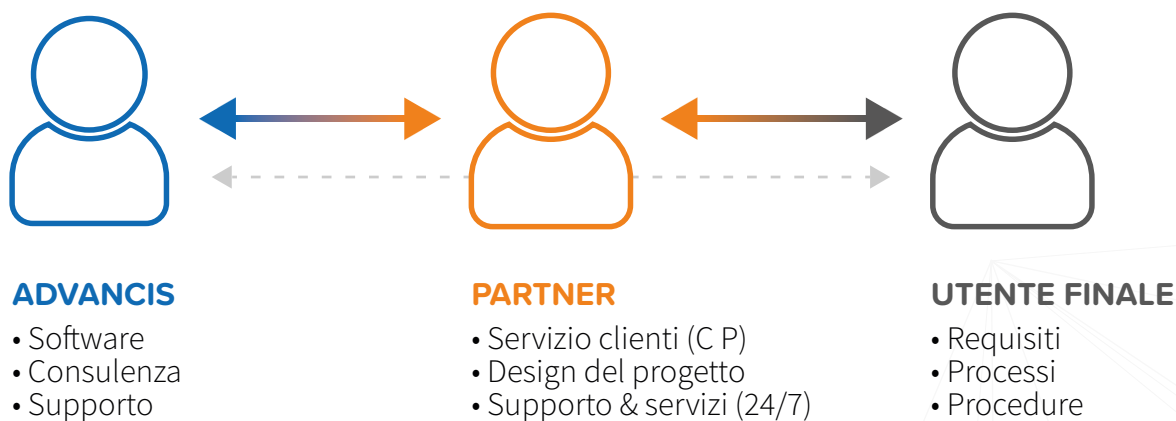 ADVANCIS
• Software
• Consulenza
• Supporto
PARTNER
• Servizio clienti (C P)
• Design del progetto
• Supporto & servizi (24/7)
UTENTE FINALE
• Requisiti
• Processi
• Procedure